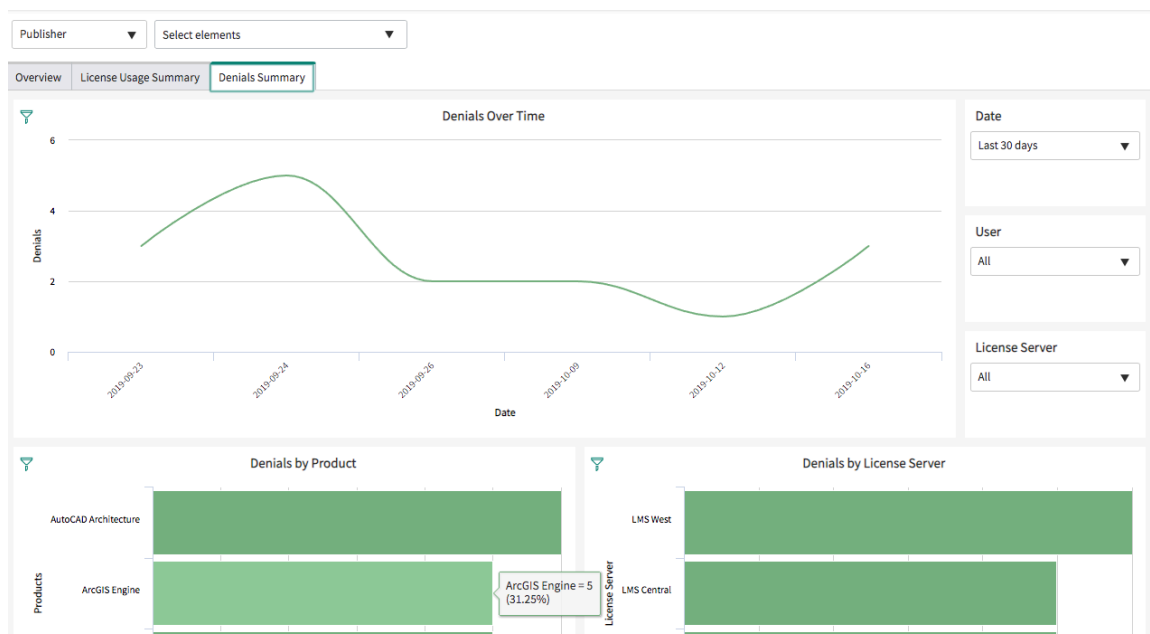 Publisher
Select elements
Overview
License Usage Summary
Denials Summary
Denials Over Time
6
4
2
0
Denials
2019-09-23
2019-09-24
2019-09-26
2019-10-09
2019-10-12
2019-10-16
Date
Date
Last 30 days
User
All
License Server
All
Denials by Product
AutoCAD Architecture
ArcGIS Engine
Products
ArcGIS Engine = 5
(31.25%)
Denials by License Server
LMS West
LMS Central
License Server